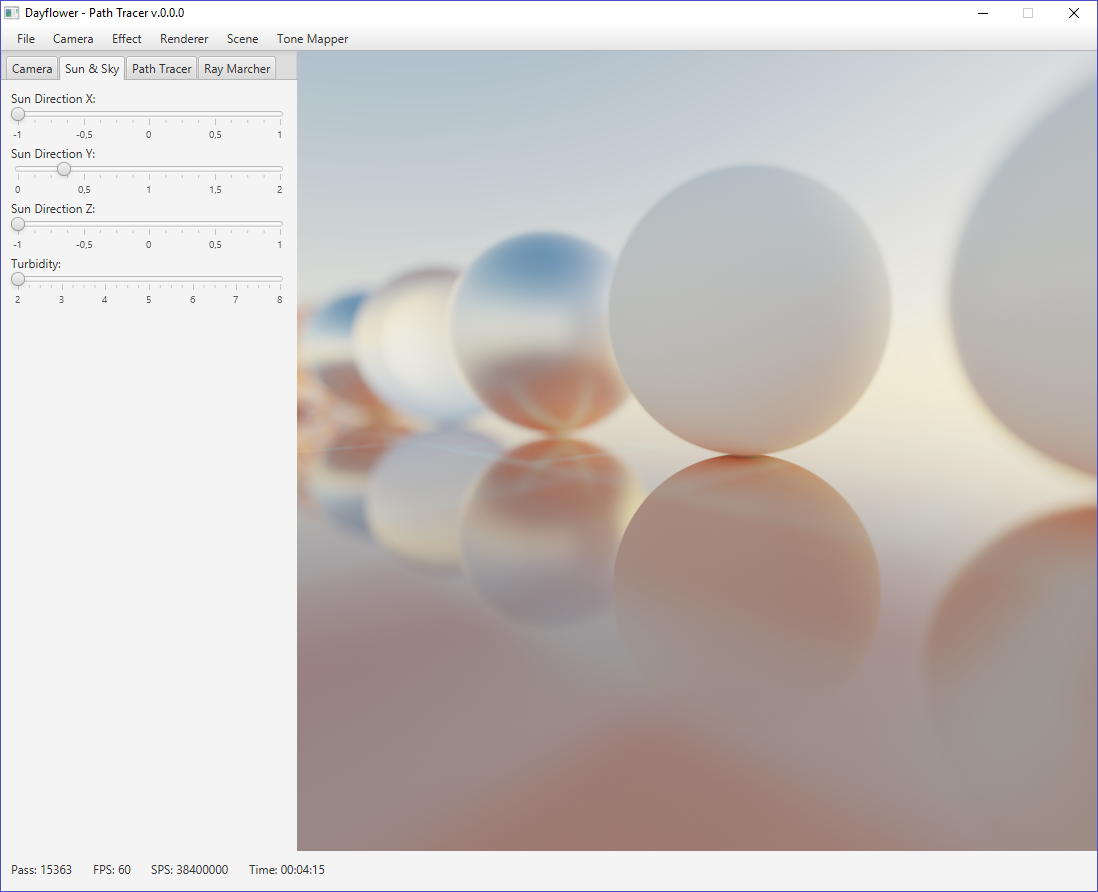 Dayflower - Path Tracer v.0.0.0
File Camera Effect Renderer Scene Tone Mapper
Camera Sun & Sky Path Tracer Ray Marcher
Sun Direction X:
-1 -0,5 0 0,5 1
Sun Direction Y:
0 0,5 1 1,5 2
Sun Direction Z:
-1 -0,5 0 0,5 1
Turbidity:
2 3 4 5 6 7 8
Pass: 15363 FPS: 60 SPS: 38400000 Time: 00:04:15